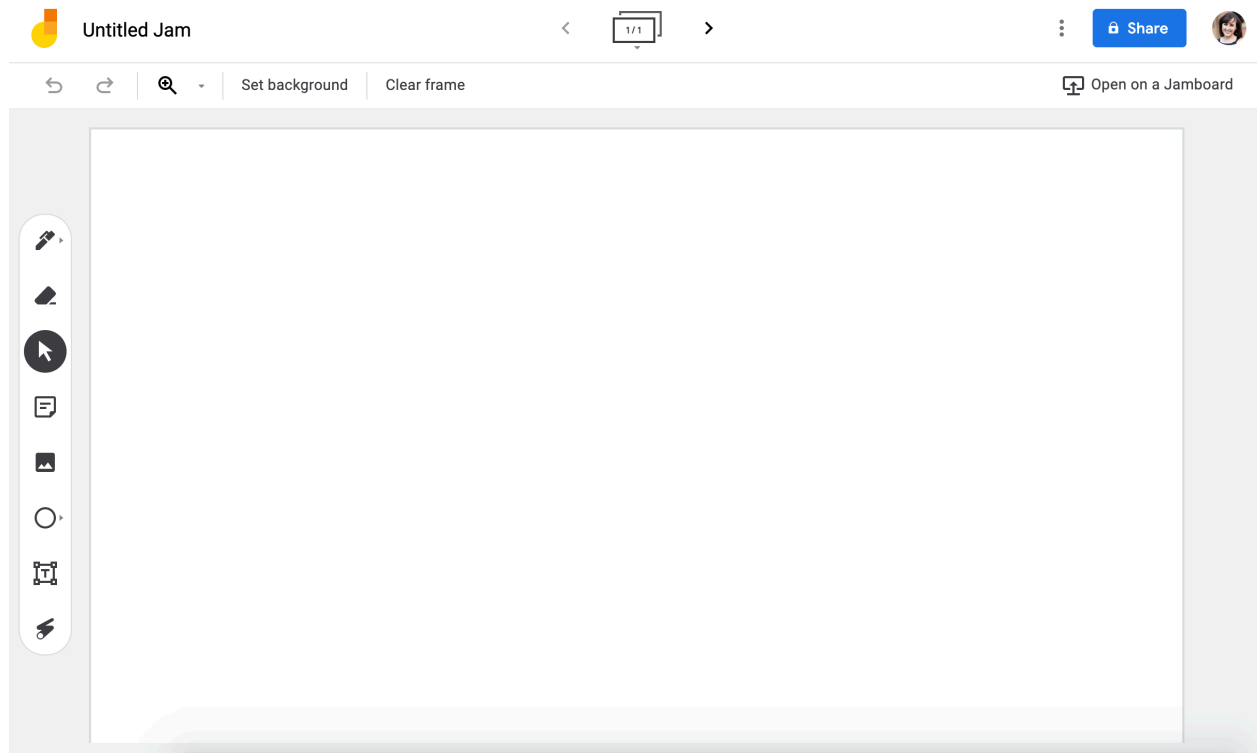 Untitled Jam
1/1
Share
Set background
Clear frame
Open on a Jamboard
T